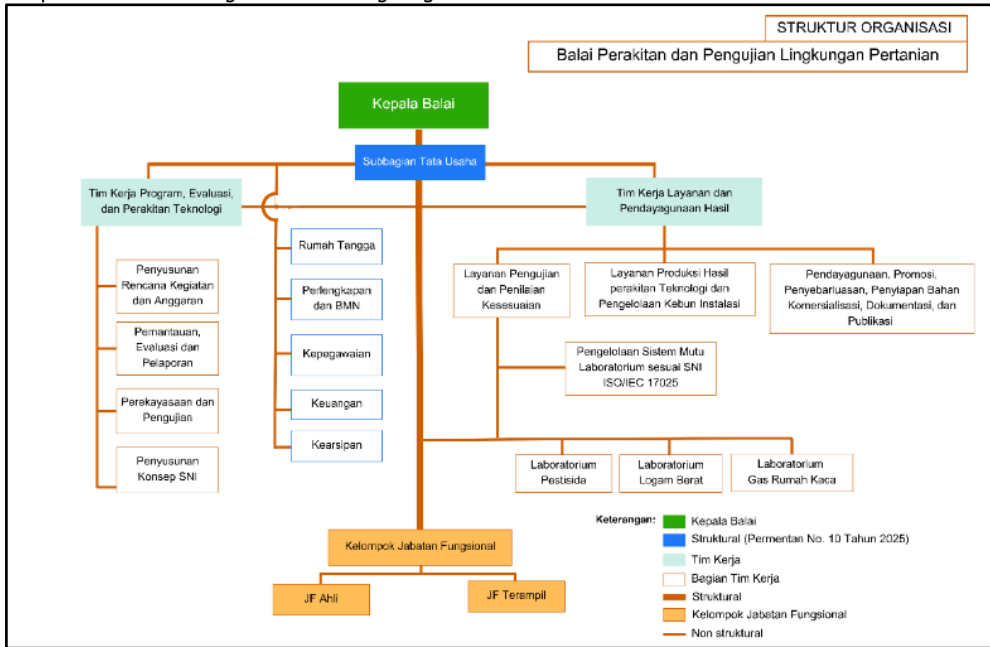 STRUKTUR ORGANISASI
Balai Perakitan dan Pengujian Lingkungan Pertanian
Kepala Balai
Subbagian Tata Usaha
Tim Kerja Program, Evaluasi,
dan Perakitan Teknologi
Tim Kerja Layanan dan
Pendayagunaan Hasil
Penyusunan
Rencana Kegiatan
dan Anggaran
Pemantauan,
Evaluasi dan
Pelaporan
Perekayasaan dan
Pengujian
Penyusunan
Konsep SNI
Rumah Tangga
Perlengkapan
dan BMN
Kepegawaian
Keuangan
Kearsipan
Layanan Pengujian
dan Penilaian
Kesesuaian
Layanan Produksi Hasil
perakitan Teknologi dan
Pengelolaan Kebun Instalasi
Pendayagunaan, Promosi,
Penyebarluasan, Penyiapan Bahan
Komersialisasi, Dokumentasi, dan
Publikasi
Pengelolaan Sistem Mutu
Laboratorium sesuai SNI
ISO/IEC 17025
Laboratorium
Pestisida
Laboratorium
Logam Berat
Laboratorium
Gas Rumah Kaca
Kelompok Jabatan Fungsional
JF Ahli
JF Terampil
Keterangan:
Kepala Balai
Struktural (Permentan No. 10 Tahun 2025)
Tim Kerja
Bagian Tim Kerja
Struktural
Kelompok Jabatan Fungsional
Non struktural